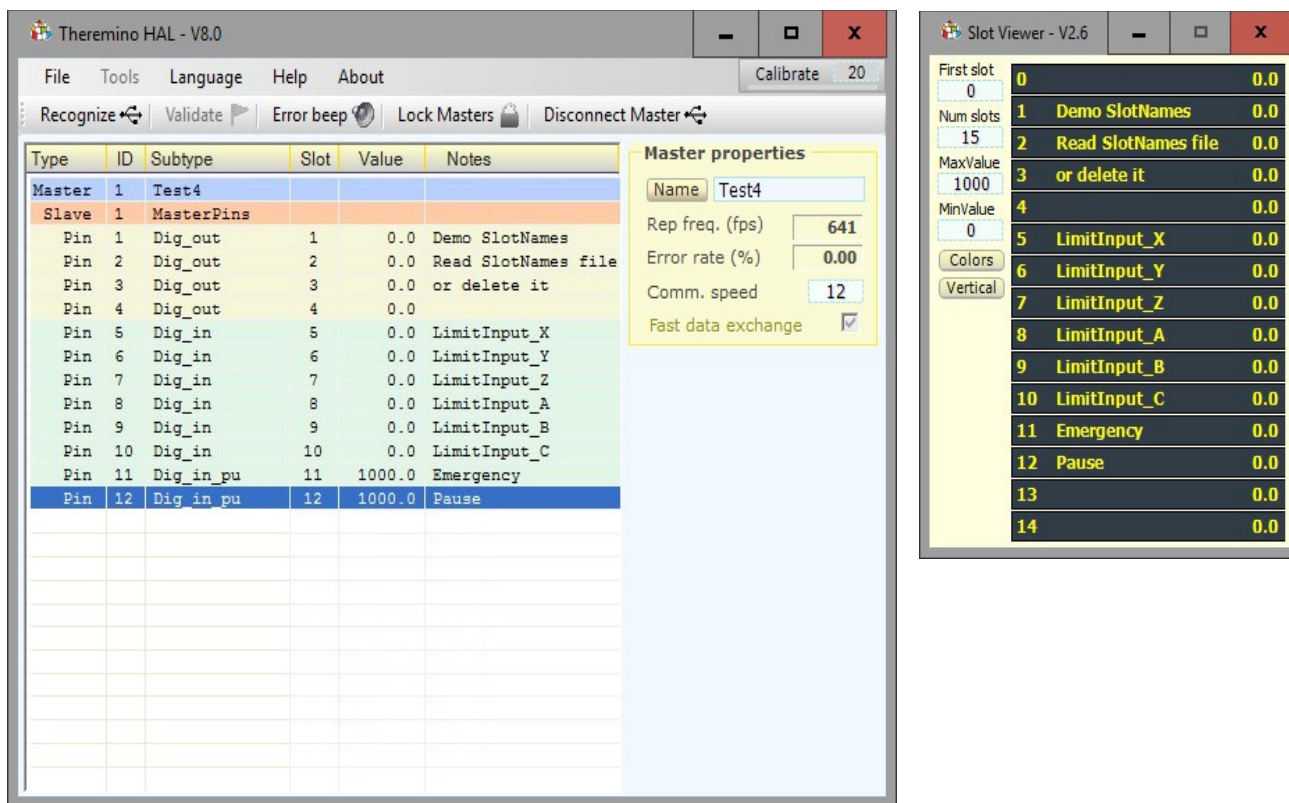 Theremino HAL - V8.0
File Tools Language Help About Calibrate 20
Recognize Validate Error beep Lock Masters Disconnect Master
Type ID Subtype Slot Value Notes
Master 1 Test4
Slave 1 MasterPins
Pin 1 Dig_out 1 0.0 Demo SlotNames
Pin 2 Dig_out 2 0.0 Read SlotNames file
Pin 3 Dig_out 3 0.0 or delete it
Pin 4 Dig_out 4 0.0
Pin 5 Dig_in 5 0.0 LimitInput_X
Pin 6 Dig_in 6 0.0 LimitInput_Y
Pin 7 Dig_in 7 0.0 LimitInput_Z
Pin 8 Dig_in 8 0.0 LimitInput_A
Pin 9 Dig_in 9 0.0 LimitInput_B
Pin 10 Dig_in 10 0.0 LimitInput_C
Pin 11 Dig_in_pu 11 1000.0 Emergency
Pin 12 Dig_in_pu 12 1000.0 Pause
Master properties
Name Test4
Rep freq. (fps) 641
Error rate (%) 0.00
Comm. speed 12
Fast data exchange
Slot Viewer - V2.6
First slot
0
Num slots
15
MaxValue
1000
MinValue
0
Colors
Vertical
0 0.0
1 Demo SlotNames 0.0
2 Read SlotNames file 0.0
3 or delete it 0.0
4 0.0
5 LimitInput_X 0.0
6 LimitInput_Y 0.0
7 LimitInput_Z 0.0
8 LimitInput_A 0.0
9 LimitInput_B 0.0
10 LimitInput_C 0.0
11 Emergency 0.0
12 Pause 0.0
13 0.0
14 0.0